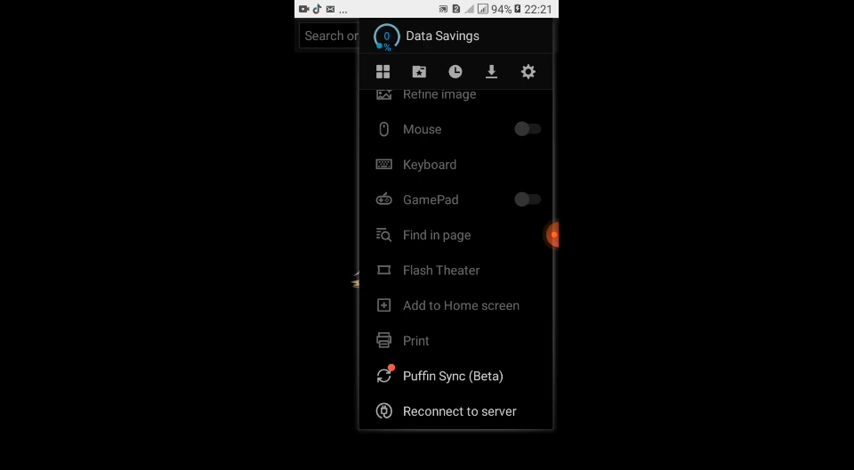 ... 94% 22:21
Search or
0 % Data Savings
Refine image
Mouse
Keyboard
GamePad
Find in page
Flash Theater
Add to Home screen
Print
Puffin Sync (Beta)
Reconnect to server